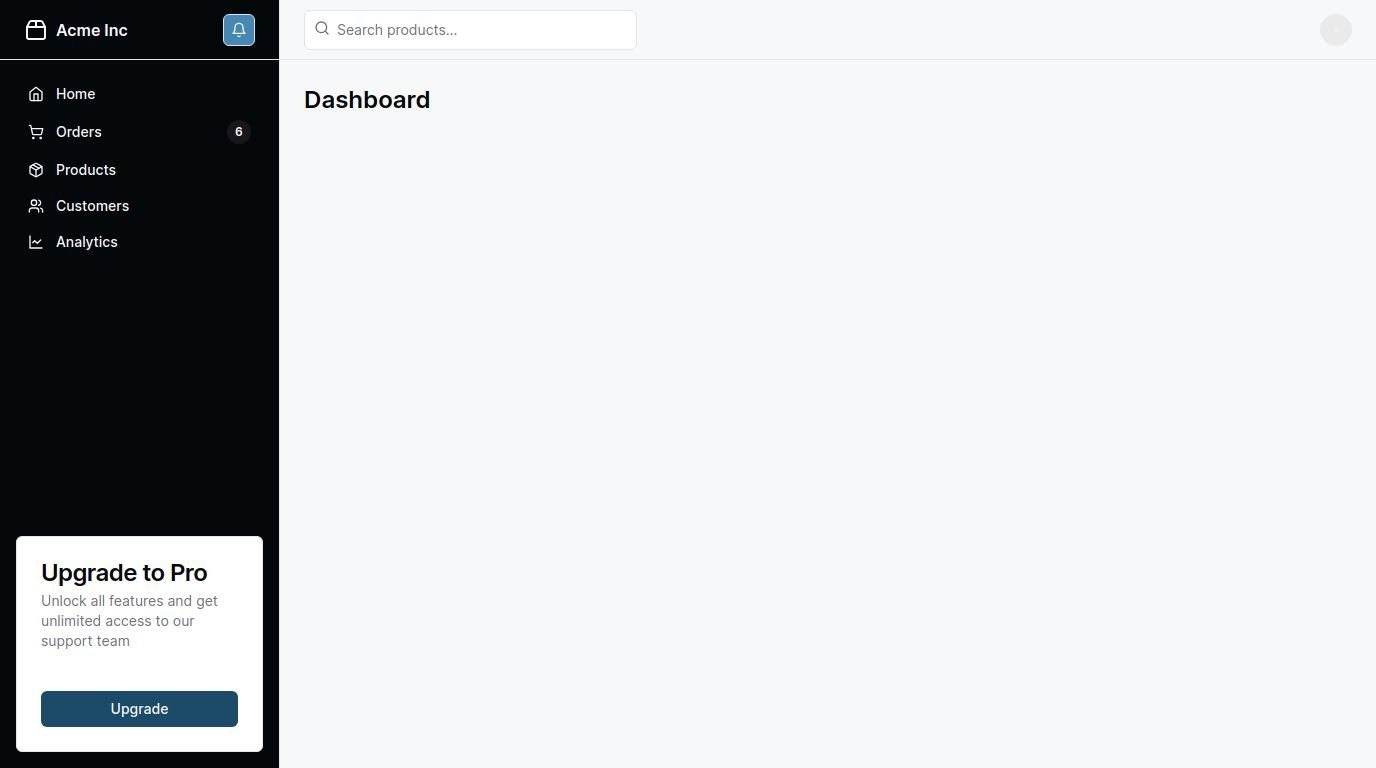 Acme Inc
Search products...
Home
Orders
6
Products
Customers
Analytics
Dashboard
Upgrade to Pro
Unlock all features and get
unlimited access to our
support team
Upgrade